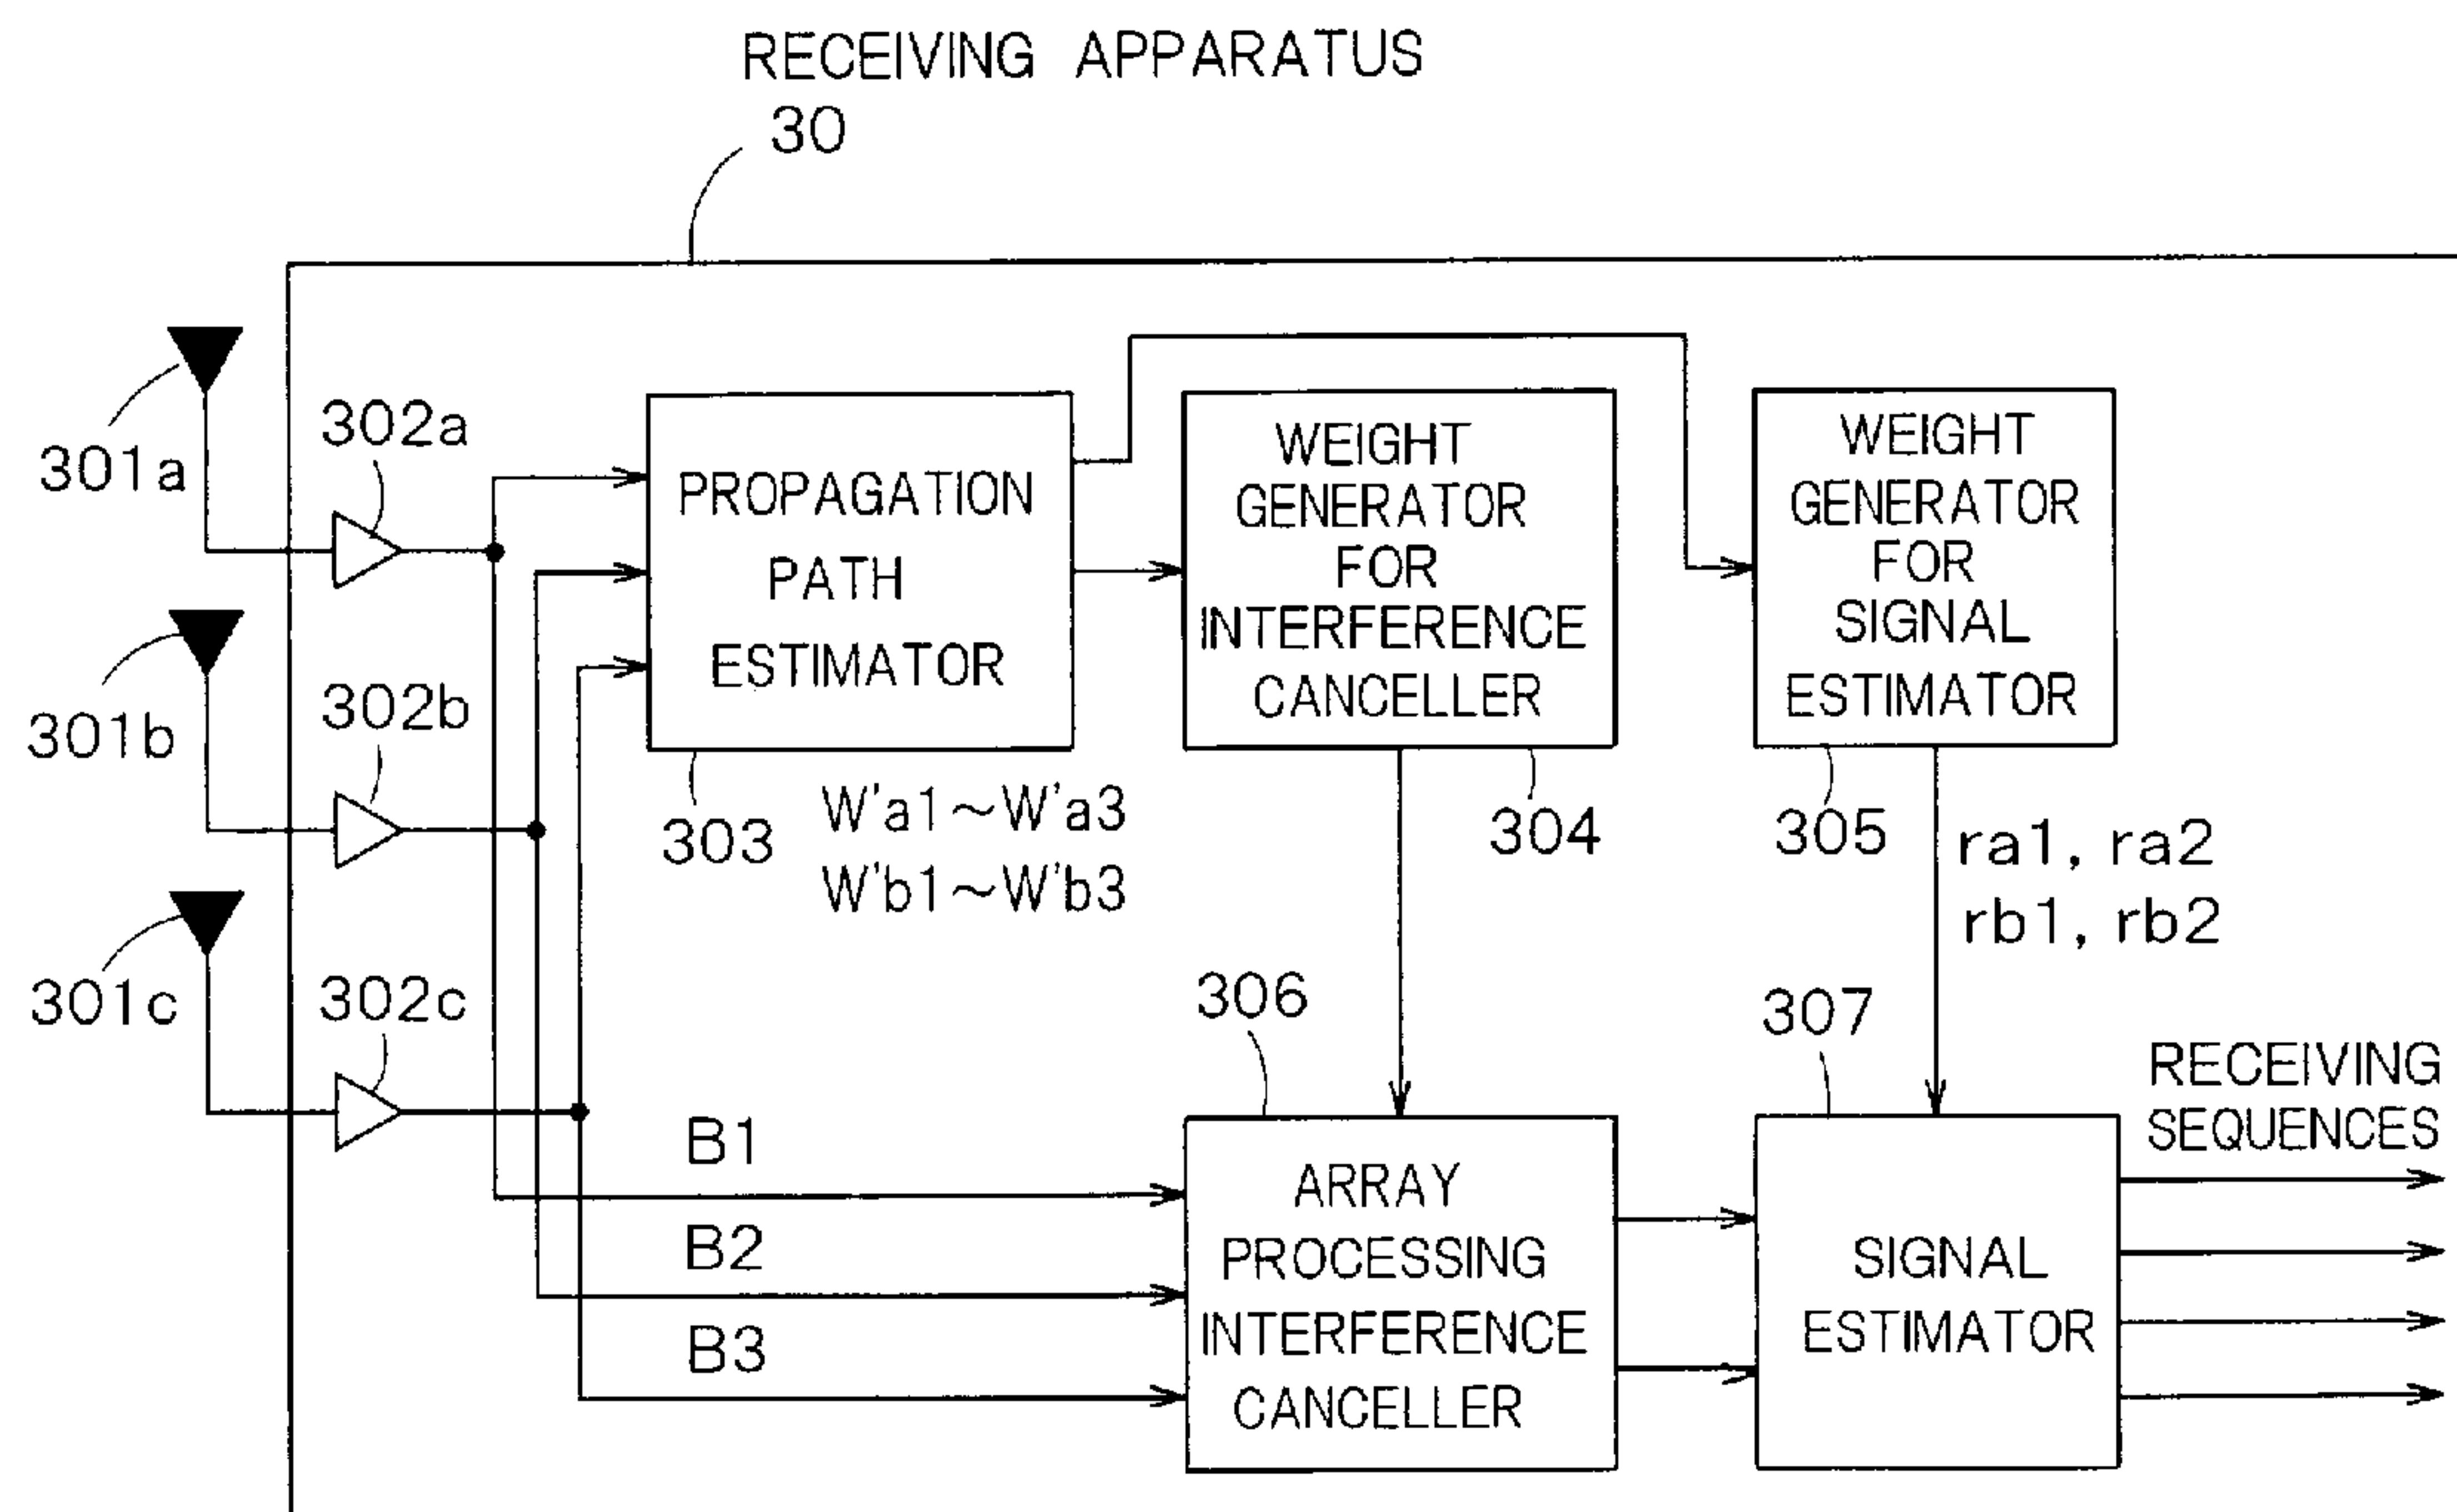 RECEIVING APPARATUS
30
301a
302a
301b
302b
301c
302c
PROPAGATION
PATH
ESTIMATOR
303
WEIGHT
GENERATOR
FOR
INTERFERENCE
CANCELLER
304
WEIGHT
GENERATOR
FOR
SIGNAL
ESTIMATOR
305
W'a1~W'a3
W'b1~W'b3
ra1, ra2
rb1, rb2
306
307
B1
B2
B3
ARRAY
PROCESSING
INTERFERENCE
CANCELLER
SIGNAL
ESTIMATOR
RECEIVING
SEQUENCES